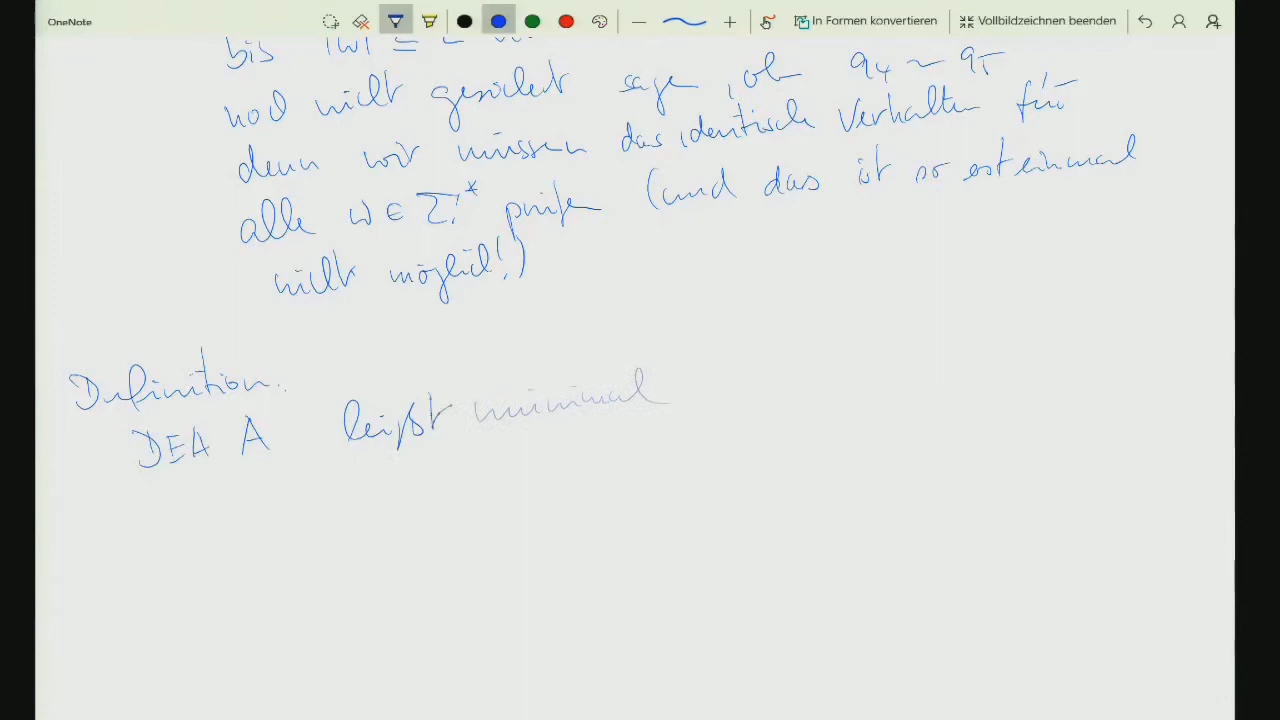 OneNote
In Formen konvertieren
Vollbildzeichnen beenden
bis |w| =
noch nicht gesichert sagen, ob q4 ~ q5
denn wir müssen das identische Verhalten für
alle w ∈ Σ* prüfen (und das ist so erst einmal
nicht möglich!)
Definition.
DEA A heißt minimal